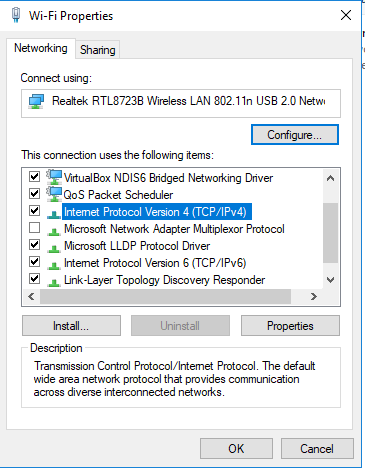 Wi-Fi Properties
Networking
Sharing
Connect using:
Realtek RTL8723B Wireless LAN 802.11n USB 2.0 Netw
Configure...
This connection uses the following items:
VirtualBox NDIS6 Bridged Networking Driver
QoS Packet Scheduler
Internet Protocol Version 4 (TCP/IPv4)
Microsoft Network Adapter Multiplexor Protocol
Microsoft LLDP Protocol Driver
Internet Protocol Version 6 (TCP/IPv6)
Link-Layer Topology Discovery Responder
Install...
Uninstall
Properties
Description
Transmission Control Protocol/Internet Protocol. The default
wide area network protocol that provides communication
across diverse interconnected networks.
OK
Cancel